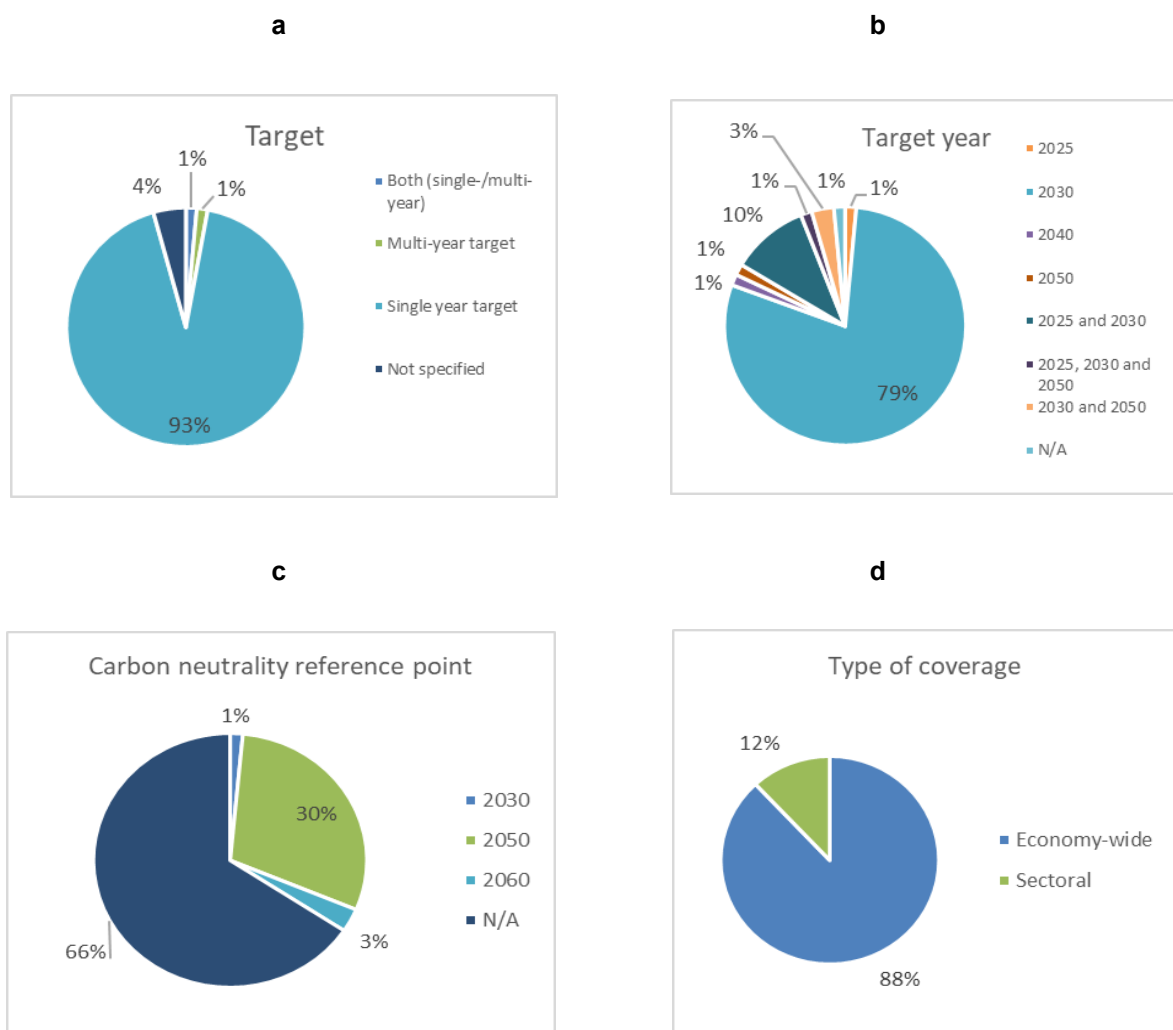 a
b
Target
1%
4%
1%
93%
Both (single-/multi-
year)
Multi-year target
Single year target
Not specified
Target year
3%
1%
1%
1%
10%
1%
1%
79%
2025
2030
2040
2050
2025 and 2030
2025, 2030 and
2050
2030 and 2050
N/A
c
d
Carbon neutrality reference point
1%
30%
3%
66%
2030
2050
2060
N/A
Type of coverage
12%
88%
Economy-wide
Sectoral